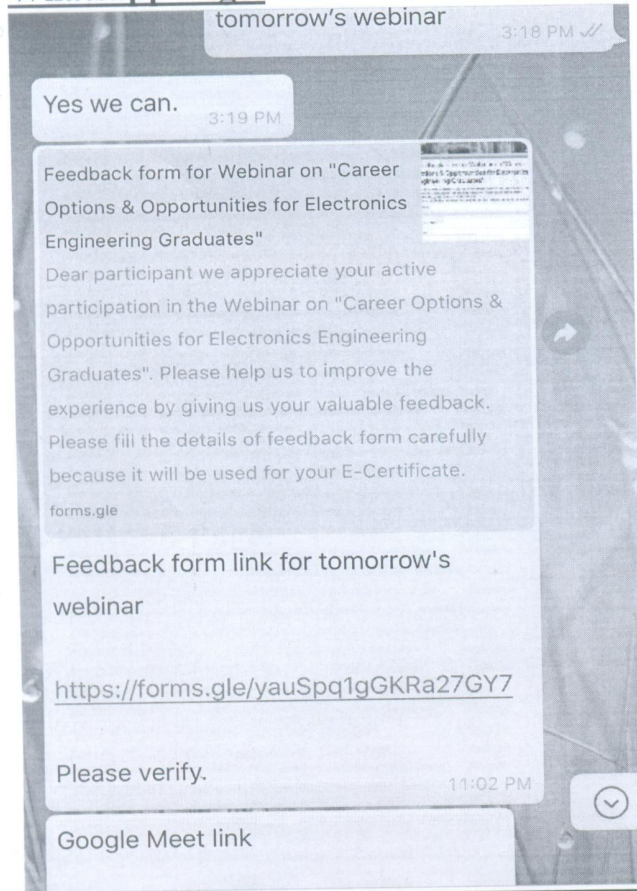 tomorrow's webinar
3:18 PM
Yes we can.
3:19 PM
Feedback form for Webinar on "Career
Options & Opportunities for Electronics
Engineering Graduates"
Dear participant we appreciate your active
participation in the Webinar on "Career Options &
Opportunities for Electronics Engineering
Graduates". Please help us to improve the
experience by giving us your valuable feedback.
Please fill the details of feedback form carefully
because it will be used for your E-Certificate.
forms.gle
Feedback form link for tomorrow's
webinar
https://forms.gle/yauSpq1gGKRa27GY7
Please verify.
11:02 PM
Google Meet link